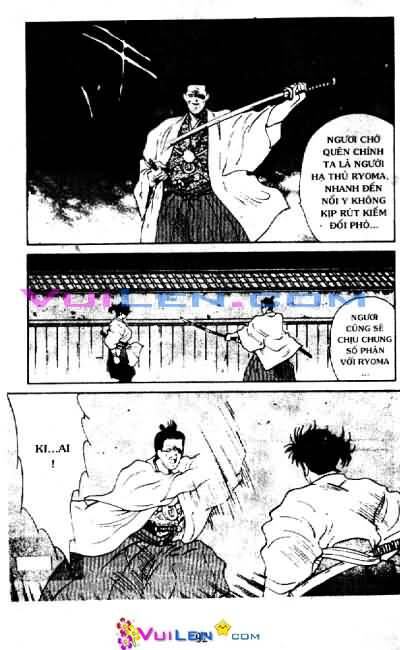 NGƯƠI CHỚ
QUÊN CHÍNH
TA LÀ NGƯỜI
HẠ THỦ RYOMA,
NHANH ĐẾN
NỖI Y KHÔNG
KỊP RÚT KIẾM
ĐỐI PHÓ...
VUILEN.COM
NGƯƠI
CŨNG SẼ
CHỊU CHUNG
SỐ PHẬN
VỚI RYOMA
...
KI...AI
!
92
VUILEN.COM